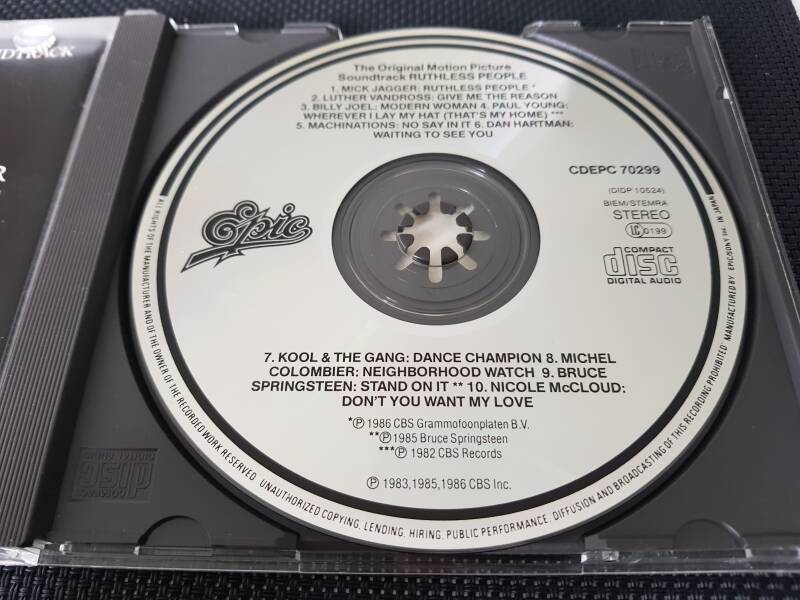 The Original Motion Picture
Soundtrack RUTHLESS PEOPLE
1. MICK JAGGER: RUTHLESS PEOPLE *
2. LUTHER VANDROSS: GIVE ME THE REASON
3. BILLY JOEL: MODERN WOMAN 4. PAUL YOUNG:
WHEREVER I LAY MY HAT (THAT'S MY HOME) ***
5. MACHINATIONS: NO SAY IN IT 6. DAN HARTMAN:
WAITING TO SEE YOU
CDEPC 70299
(DIDP 10524)
BIEM/STEMRA
STEREO
LC 0199
COMPACT
disc
DIGITAL AUDIO
Epic
7. KOOL & THE GANG: DANCE CHAMPION 8. MICHEL
COLOMBIER: NEIGHBORHOOD WATCH 9. BRUCE
SPRINGSTEEN: STAND ON IT ** 10. NICOLE McCLOUD:
DON'T YOU WANT MY LOVE
*Ⓟ 1986 CBS Grammofoonplaten B.V.
**Ⓟ 1985 Bruce Springsteen
***Ⓟ 1982 CBS Records
Ⓟ 1983,1985,1986 CBS Inc.
ALL RIGHTS OF THE MANUFACTURER AND OF THE OWNER OF THE RECORDED WORK RESERVED UNAUTHORIZED COPYING, LENDING, HIRING, PUBLIC PERFORMANCE, DIFFUSION AND BROADCASTING OF THIS RECORDING PROHIBITED MANUFACTURED BY EPIC/SONY Inc. IN JAPAN